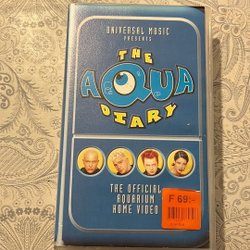 UNIVERSAL MUSIC
PRESENTS
THE
AQUA
DIARY
THE OFFICIAL
AQUARIUM
HOME VIDEO
F 69:-